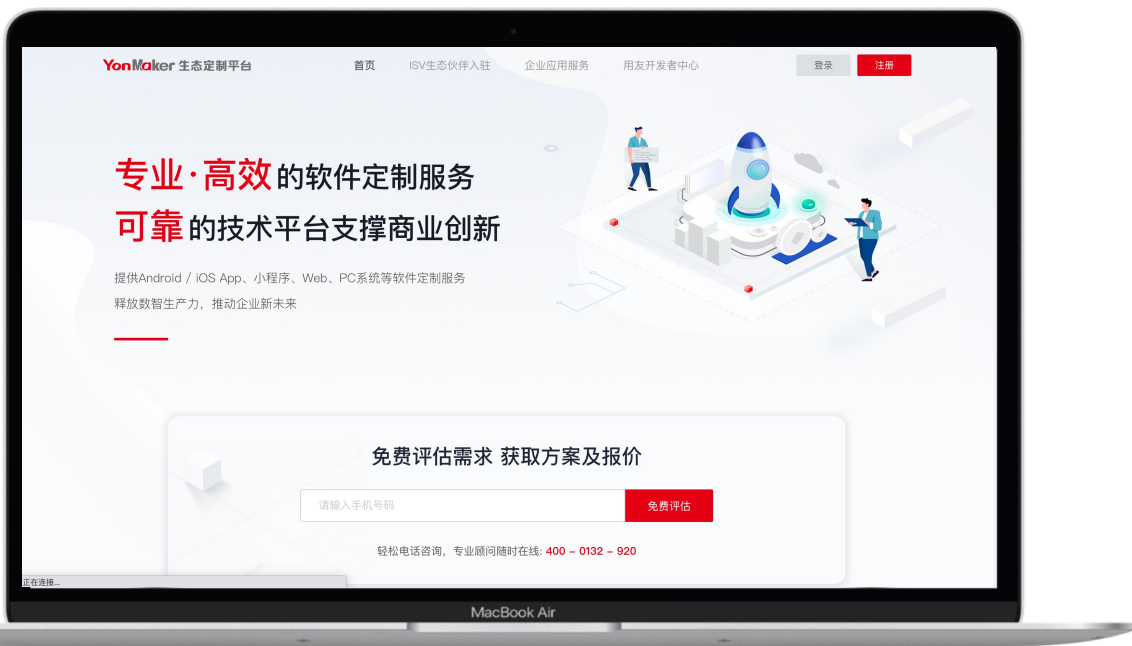 YonMaker 生态定制平台
首页 ISV生态伙伴入驻 企业应用服务 用友开发者中心 登录 注册
专业·高效的软件定制服务
可靠的技术平台支撑商业创新
提供Android / iOS App、小程序、Web、PC系统等软件定制服务
释放数智生产力，推动企业新未来
免费评估需求 获取方案及报价
请输入手机号码 免费评估
轻松电话咨询，专业顾问随时在线: 400 – 0132 – 920
正在连接...
MacBook Air